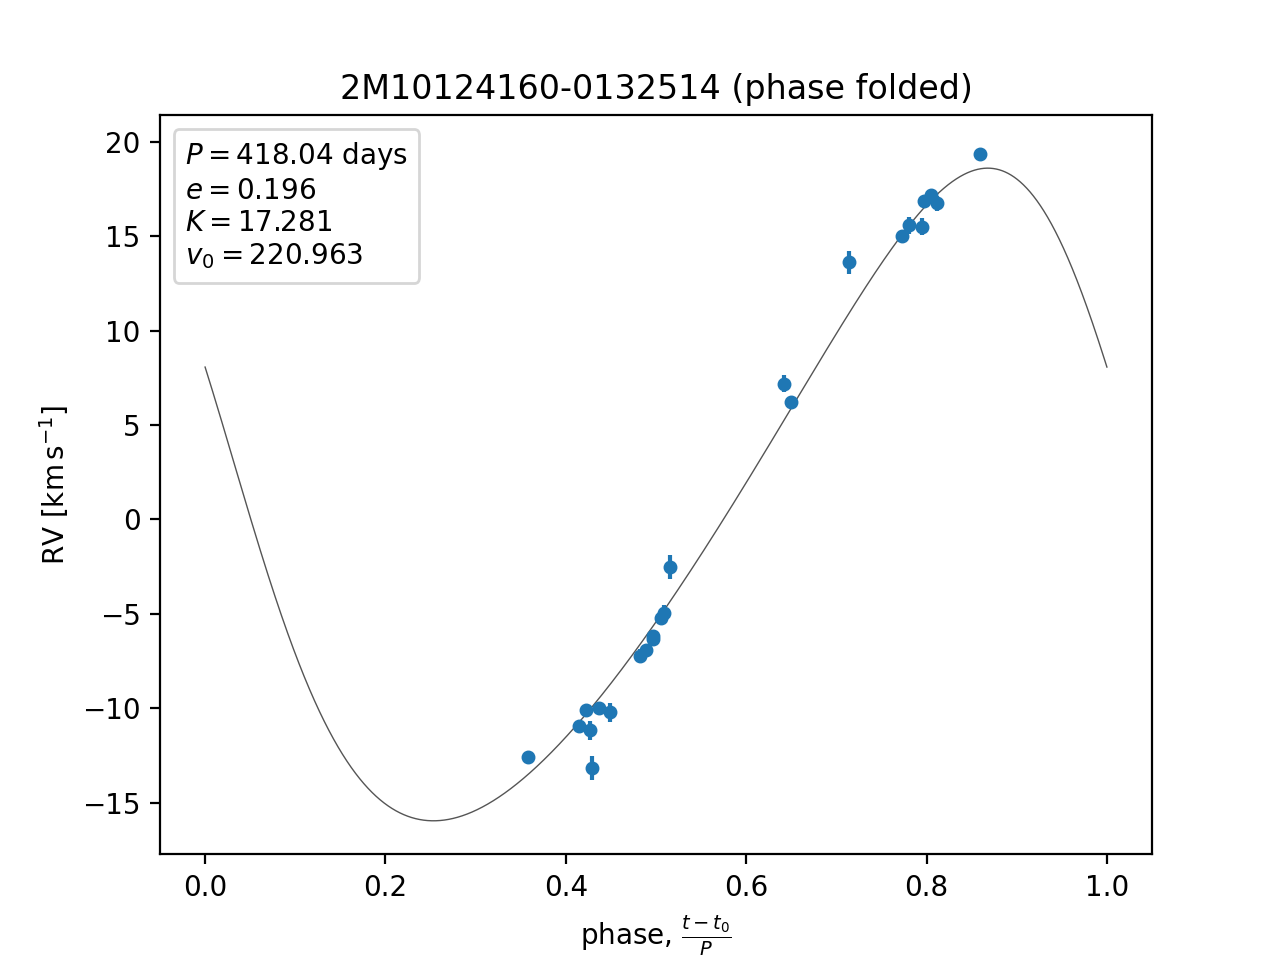 2M10124160-0132514 (phase folded)
P = 418.04 days
e = 0.196
K = 17.281
v₀ = 220.963
20
15
10
5
0
−5
−10
−15
RV [km s⁻¹]
0.0 0.2 0.4 0.6 0.8 1.0
phase, (t − t₀)/P